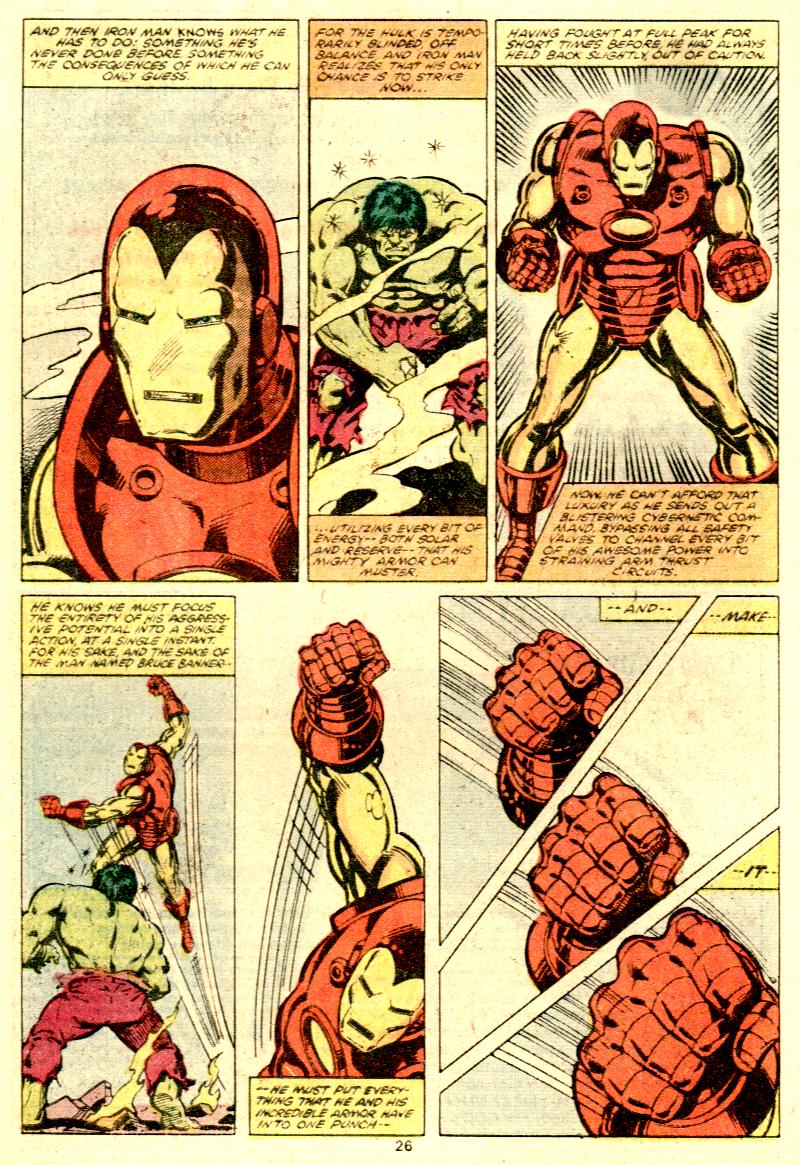 AND THEN IRON MAN KNOWS WHAT HE
HAS TO DO: SOMETHING HE'S
NEVER DONE BEFORE. SOMETHING
THE CONSEQUENCES OF WHICH HE CAN
ONLY GUESS.
FOR THE HULK IS TEMPO-
RARILY BLINDED, OFF
BALANCE AND IRON MAN
REALIZES THAT HIS ONLY
CHANCE IS TO STRIKE
NOW...
...UTILIZING EVERY BIT OF
ENERGY--BOTH SOLAR
AND RESERVE--THAT HIS
MIGHTY ARMOR CAN
MUSTER.
HAVING FOUGHT AT FULL PEAK FOR
SHORT TIMES BEFORE, HE HAD ALWAYS
HELD BACK SLIGHTLY, OUT OF CAUTION.
NOW, HE CAN'T AFFORD THAT
LUXURY AS HE SENDS OUT A
BLISTERING CYBERNETIC COM-
MAND, BYPASSING ALL SAFETY
VALVES TO CHANNEL EVERY BIT
OF HIS AWESOME POWER INTO
STRAINING ARM THRUST
CIRCUITS.
HE KNOWS HE MUST FOCUS
THE ENTIRETY OF HIS AGGRESS-
IVE POTENTIAL INTO A SINGLE
ACTION, AT A SINGLE INSTANT.
FOR HIS SAKE, AND THE SAKE OF
THE MAN NAMED BRUCE BANNER--
--HE MUST PUT EVERY-
THING THAT HE AND HIS
INCREDIBLE ARMOR HAVE
INTO ONE PUNCH--
--AND--
--MAKE--
--IT--
26